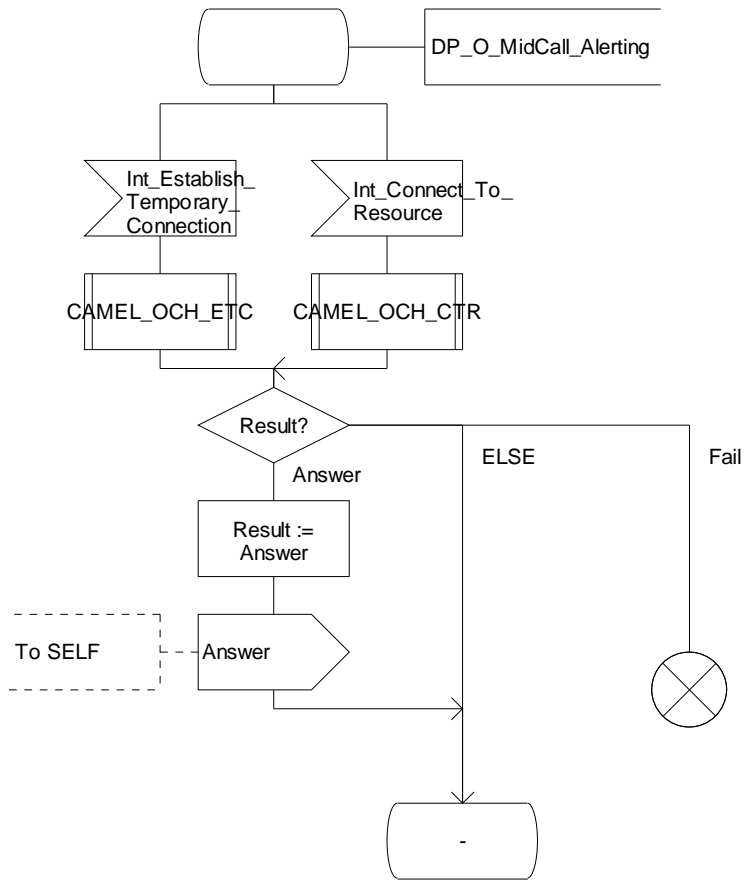 DP_O_MidCall_Alerting
Int_Establish_
Temporary_
Connection
Int_Connect_To_
Resource
CAMEL_OCH_ETC
CAMEL_OCH_CTR
Result?
ELSE
Fail
Answer
Result :=
Answer
To SELF
Answer
-